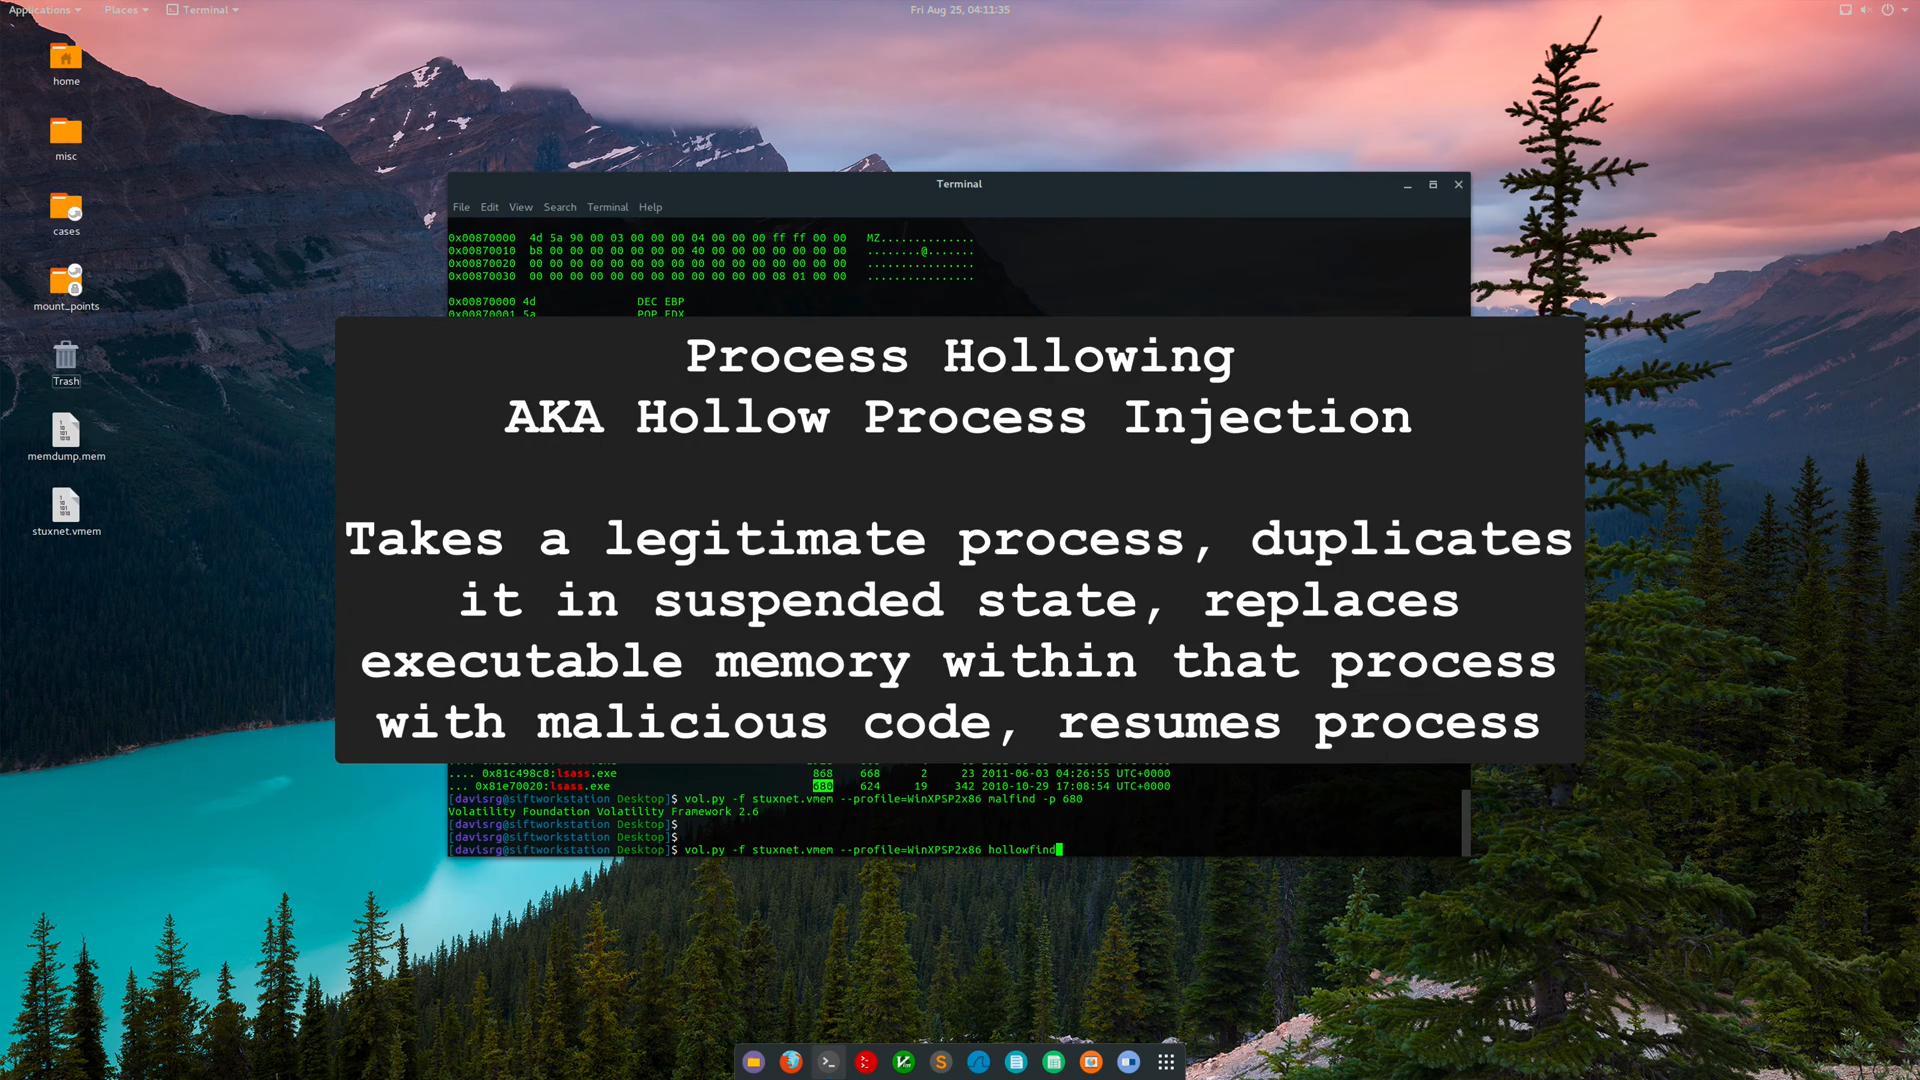 Applications Places Terminal Fri Aug 25, 04:11:35
home
misc
cases
mount_points
Trash
memdump.mem
stuxnet.vmem
Terminal
File Edit View Search Terminal Help
0x00870000 4d 5a 90 00 03 00 00 00 04 00 00 00 ff ff 00 00 MZ..............
0x00870010 b8 00 00 00 00 00 00 00 40 00 00 00 00 00 00 00 ........@.......
0x00870020 00 00 00 00 00 00 00 00 00 00 00 00 00 00 00 00 ................
0x00870030 00 00 00 00 00 00 00 00 00 00 00 00 08 01 00 00 ................
0x00870000 4d DEC EBP
0x00870001 5a POP EDX
Process Hollowing
AKA Hollow Process Injection
Takes a legitimate process, duplicates
it in suspended state, replaces
executable memory within that process
with malicious code, resumes process
.... 0x81c498c8:lsass.exe 868 668 2 23 2011-06-03 04:26:55 UTC+0000
... 0x81e70020:lsass.exe 680 624 19 342 2010-10-29 17:08:54 UTC+0000
[davisrg@siftworkstation Desktop]$ vol.py -f stuxnet.vmem --profile=WinXPSP2x86 malfind -p 680
Volatility Foundation Volatility Framework 2.6
[davisrg@siftworkstation Desktop]$
[davisrg@siftworkstation Desktop]$
[davisrg@siftworkstation Desktop]$ vol.py -f stuxnet.vmem --profile=WinXPSP2x86 hollowfind